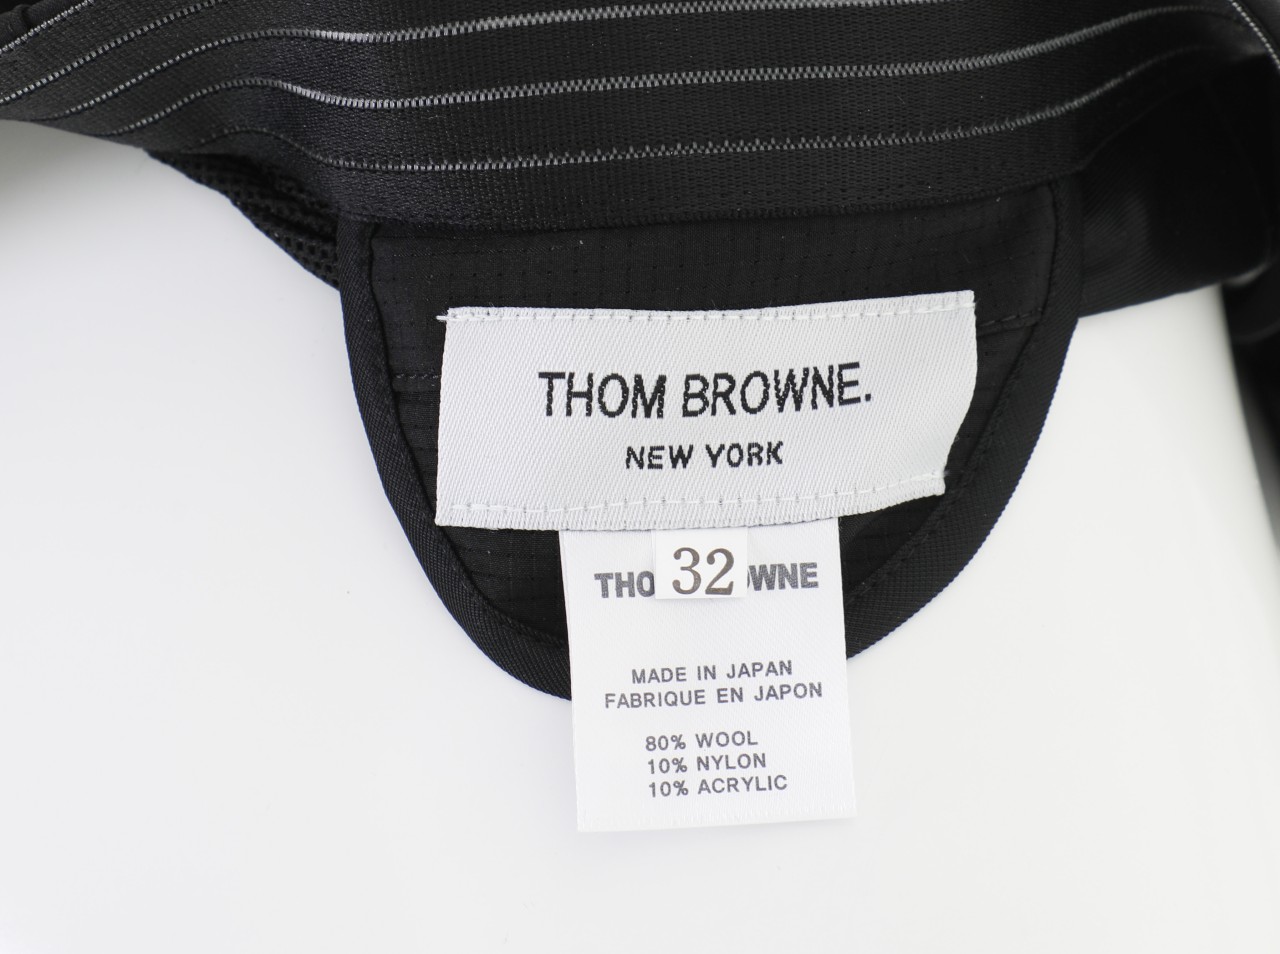 THOM BROWNE.
NEW YORK
32
THO WNE
MADE IN JAPAN
FABRIQUE EN JAPON
80% WOOL
10% NYLON
10% ACRYLIC